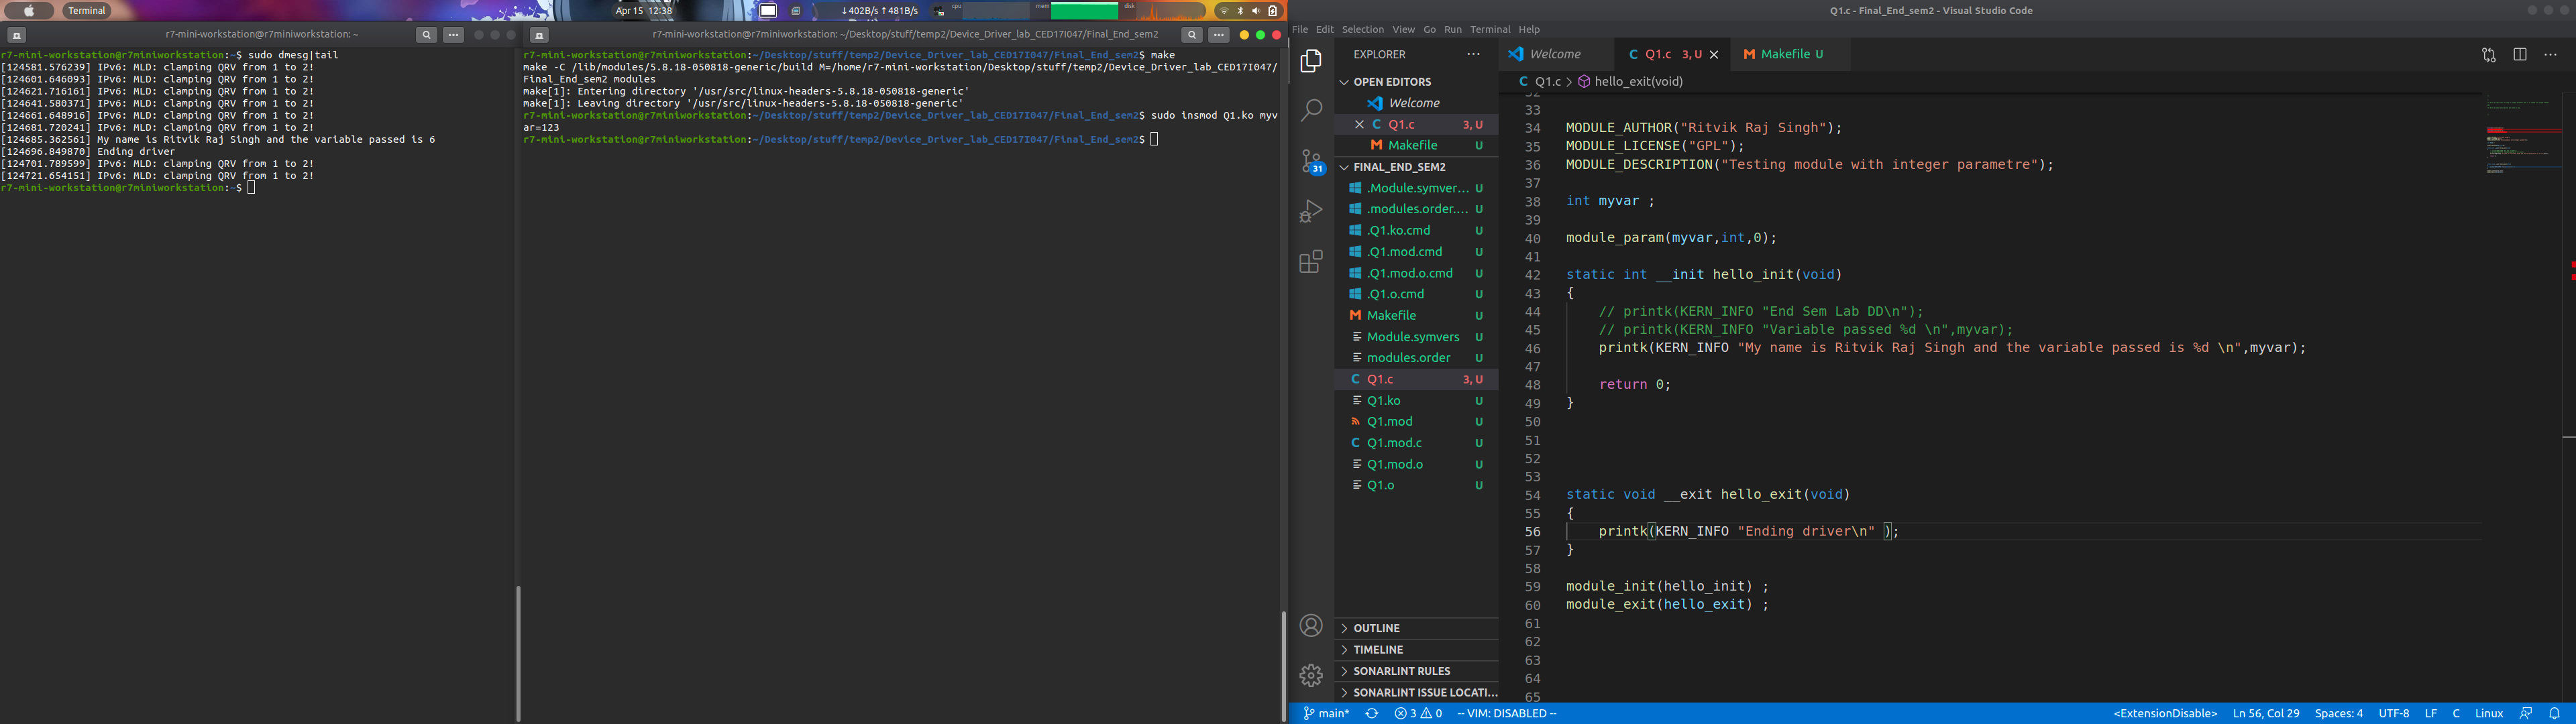 Terminal
Apr 15 12:38
↓402B/s ↑481B/s
cpu
mem
disk
r7-mini-workstation@r7miniworkstation: ~
r7-mini-workstation@r7miniworkstation:~$ sudo dmesg|tail
[124581.576239] IPv6: MLD: clamping QRV from 1 to 2!
[124601.646093] IPv6: MLD: clamping QRV from 1 to 2!
[124621.716161] IPv6: MLD: clamping QRV from 1 to 2!
[124641.580371] IPv6: MLD: clamping QRV from 1 to 2!
[124661.648916] IPv6: MLD: clamping QRV from 1 to 2!
[124681.720241] IPv6: MLD: clamping QRV from 1 to 2!
[124685.362561] My name is Ritvik Raj Singh and the variable passed is 6
[124696.849870] Ending driver
[124701.789599] IPv6: MLD: clamping QRV from 1 to 2!
[124721.654151] IPv6: MLD: clamping QRV from 1 to 2!
r7-mini-workstation@r7miniworkstation:~$
r7-mini-workstation@r7miniworkstation: ~/Desktop/stuff/temp2/Device_Driver_lab_CED17I047/Final_End_sem2
r7-mini-workstation@r7miniworkstation:~/Desktop/stuff/temp2/Device_Driver_lab_CED17I047/Final_End_sem2$ make
make -C /lib/modules/5.8.18-050818-generic/build M=/home/r7-mini-workstation/Desktop/stuff/temp2/Device_Driver_lab_CED17I047/
Final_End_sem2 modules
make[1]: Entering directory '/usr/src/linux-headers-5.8.18-050818-generic'
make[1]: Leaving directory '/usr/src/linux-headers-5.8.18-050818-generic'
r7-mini-workstation@r7miniworkstation:~/Desktop/stuff/temp2/Device_Driver_lab_CED17I047/Final_End_sem2$ sudo insmod Q1.ko myv
ar=123
r7-mini-workstation@r7miniworkstation:~/Desktop/stuff/temp2/Device_Driver_lab_CED17I047/Final_End_sem2$
Q1.c - Final_End_sem2 - Visual Studio Code
File Edit Selection View Go Run Terminal Help
EXPLORER
OPEN EDITORS
Welcome
Q1.c 3, U
Makefile U
FINAL_END_SEM2
.Module.symver... U
.modules.order.... U
.Q1.ko.cmd U
.Q1.mod.cmd U
.Q1.mod.o.cmd U
.Q1.o.cmd U
Makefile U
Module.symvers U
modules.order U
Q1.c 3, U
Q1.ko U
Q1.mod U
Q1.mod.c U
Q1.mod.o U
Q1.o U
OUTLINE
TIMELINE
SONARLINT RULES
SONARLINT ISSUE LOCATI...
31
Welcome
Q1.c 3, U
Makefile U
Q1.c > hello_exit(void)
32
33
34 MODULE_AUTHOR("Ritvik Raj Singh");
35 MODULE_LICENSE("GPL");
36 MODULE_DESCRIPTION("Testing module with integer parametre");
37
38 int myvar ;
39
40 module_param(myvar,int,0);
41
42 static int __init hello_init(void)
43 {
44 // printk(KERN_INFO "End Sem Lab DD\n");
45 // printk(KERN_INFO "Variable passed %d \n",myvar);
46 printk(KERN_INFO "My name is Ritvik Raj Singh and the variable passed is %d \n",myvar);
47
48 return 0;
49 }
50
51
52
53
54 static void __exit hello_exit(void)
55 {
56 printk(KERN_INFO "Ending driver\n" );
57 }
58
59 module_init(hello_init) ;
60 module_exit(hello_exit) ;
61
62
63
64
65
main* 3 0 -- VIM: DISABLED -- <ExtensionDisable> Ln 56, Col 29 Spaces: 4 UTF-8 LF C Linux